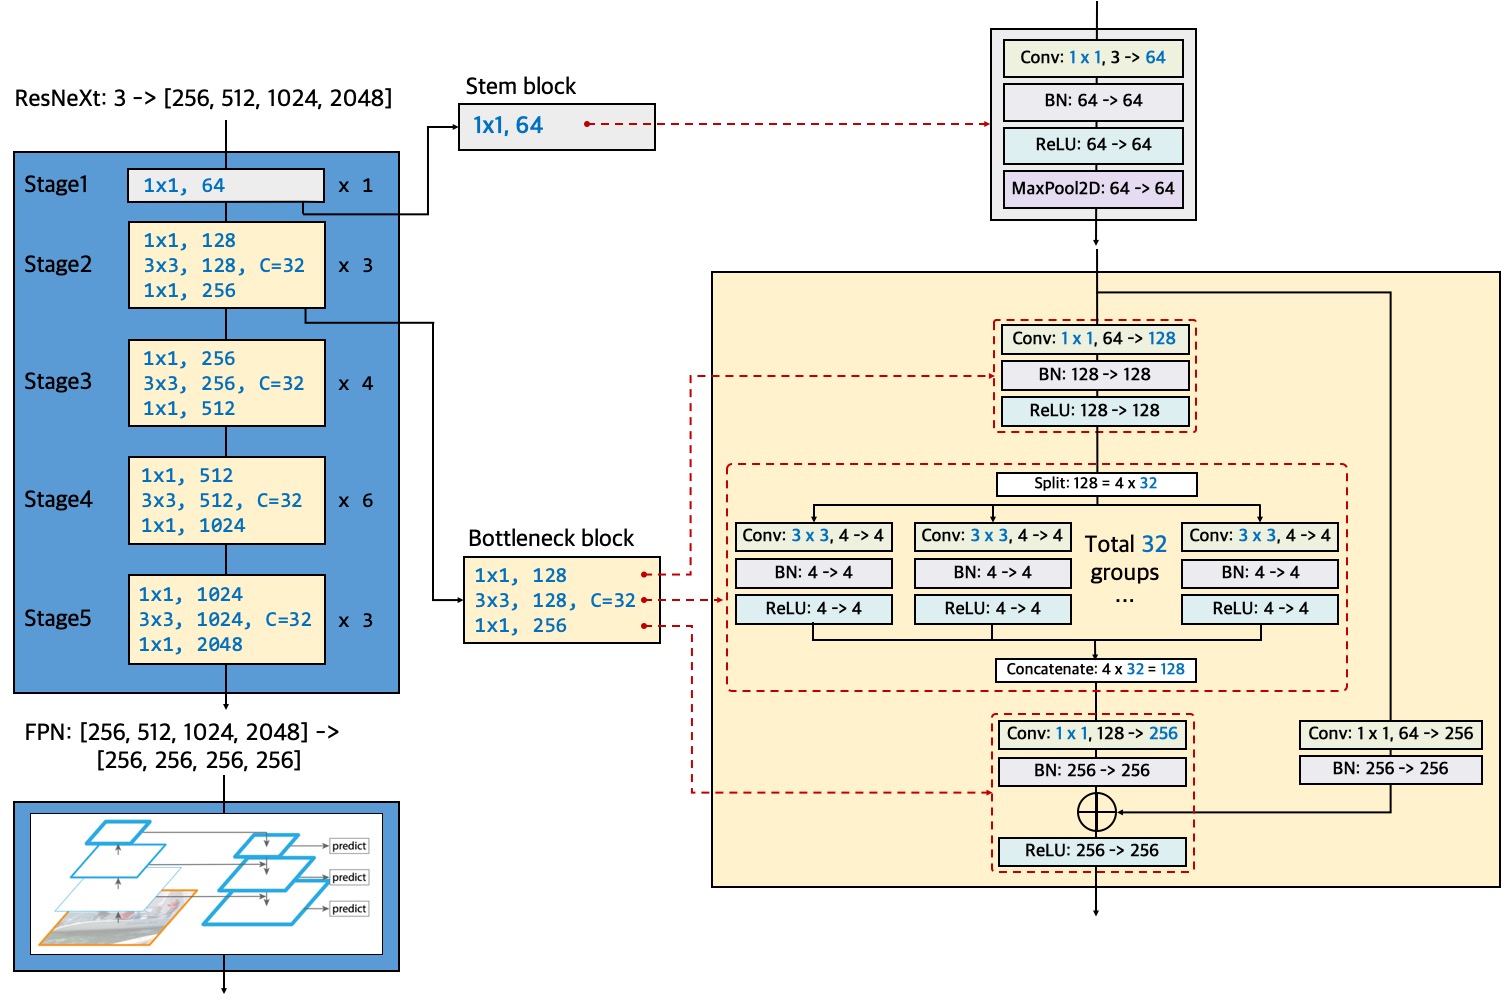 ResNeXt: 3 -> [256, 512, 1024, 2048]
Stage1
1x1, 64
x 1
Stage2
1x1, 128
3x3, 128, C=32
1x1, 256
x 3
Stage3
1x1, 256
3x3, 256, C=32
1x1, 512
x 4
Stage4
1x1, 512
3x3, 512, C=32
1x1, 1024
x 6
Stage5
1x1, 1024
3x3, 1024, C=32
1x1, 2048
x 3
FPN: [256, 512, 1024, 2048] ->
[256, 256, 256, 256]
predict
predict
predict
Stem block
1x1, 64
Bottleneck block
1x1, 128
3x3, 128, C=32
1x1, 256
Conv: 1 x 1, 3 -> 64
BN: 64 -> 64
ReLU: 64 -> 64
MaxPool2D: 64 -> 64
Conv: 1 x 1, 64 -> 128
BN: 128 -> 128
ReLU: 128 -> 128
Split: 128 = 4 x 32
Conv: 3 x 3, 4 -> 4
BN: 4 -> 4
ReLU: 4 -> 4
Conv: 3 x 3, 4 -> 4
BN: 4 -> 4
ReLU: 4 -> 4
Total 32
groups
...
Conv: 3 x 3, 4 -> 4
BN: 4 -> 4
ReLU: 4 -> 4
Concatenate: 4 x 32 = 128
Conv: 1 x 1, 128 -> 256
BN: 256 -> 256
ReLU: 256 -> 256
Conv: 1 x 1, 64 -> 256
BN: 256 -> 256